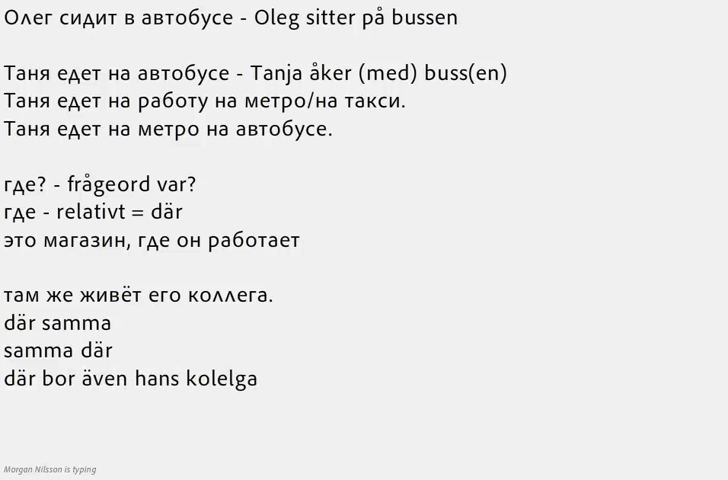 Олег сидит в автобусе - Oleg sitter på bussen
Таня едет на автобусе - Tanja åker (med) buss(en)
Таня едет на работу на метро/на такси.
Таня едет на метро на автобусе.
где? - frågeord var?
где - relativt = där
это магазин, где он работает
там же живёт его коллега.
där samma
samma där
där bor även hans kolelga
Morgan Nilsson is typing